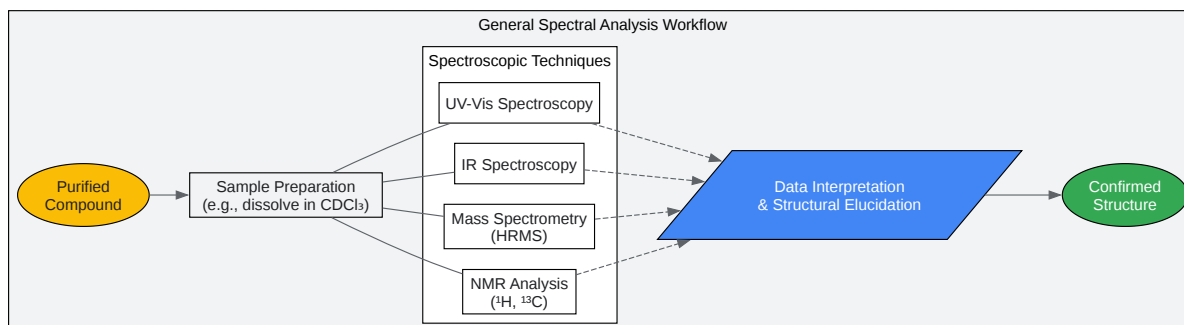 General Spectral Analysis Workflow
Spectroscopic Techniques
UV-Vis Spectroscopy
IR Spectroscopy
Purified
Compound
Sample Preparation
(e.g., dissolve in CDCl₃)
Mass Spectrometry
(HRMS)
NMR Analysis
(¹H, ¹³C)
Data Interpretation
& Structural Elucidation
Confirmed
Structure